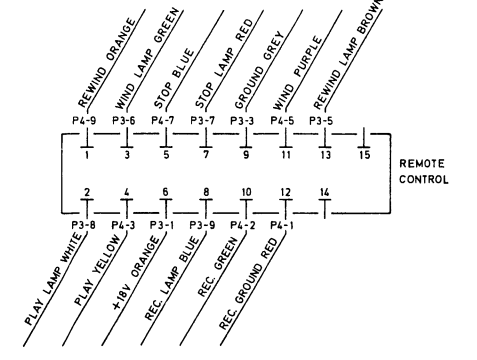 REWIND ORANGE
WIND LAMP GREEN
STOP BLUE
STOP LAMP RED
GROUND GREY
WIND PURPLE
REWIND LAMP BROWN
P4-9 P3-6 P4-7 P3-7 P3-3 P4-5 P3-5
1 3 5 7 9 11 13 15
REMOTE
CONTROL
2 4 6 8 10 12 14
P3-8 P4-3 P3-1 P3-9 P4-2 P4-1
PLAY LAMP WHITE
PLAY YELLOW
+18V ORANGE
REC. LAMP BLUE
REC. GREEN
REC. GROUND RED